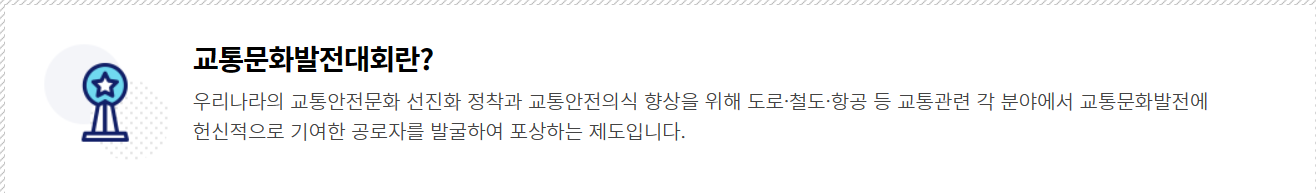 교통문화발전대회란?
우리나라의 교통안전문화 선진화 정착과 교통안전의식 향상을 위해 도로·철도·항공 등 교통관련 각 분야에서 교통문화발전에
헌신적으로 기여한 공로자를 발굴하여 포상하는 제도입니다.